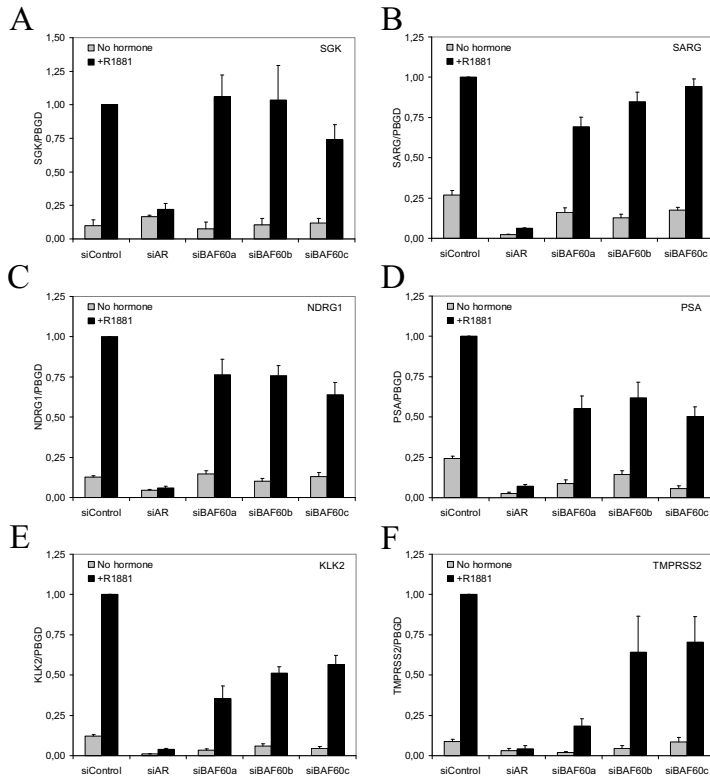 A
SGK
No hormone
+R1881
SGK/PBGD
1,50
1,25
1,00
0,75
0,50
0,25
0,00
siControl siAR siBAF60a siBAF60b siBAF60c
B
SARG
No hormone
+R1881
SARG/PBGD
1,25
1,00
0,75
0,50
0,25
0,00
siControl siAR siBAF60a siBAF60b siBAF60c
C
NDRG1
No hormone
+R1881
NDRG1/PBGD
1,25
1,00
0,75
0,50
0,25
0,00
siControl siAR siBAF60a siBAF60b siBAF60c
D
PSA
No hormone
+R1881
PSA/PBGD
1,25
1,00
0,75
0,50
0,25
0,00
siControl siAR siBAF60a siBAF60b siBAF60c
E
KLK2
No hormone
+R1881
KLK2/PBGD
1,25
1,00
0,75
0,50
0,25
0,00
siControl siAR siBAF60a siBAF60b siBAF60c
F
TMPRSS2
No hormone
+R1881
TMPRSS2/PBGD
1,25
1,00
0,75
0,50
0,25
0,00
siControl siAR siBAF60a siBAF60b siBAF60c